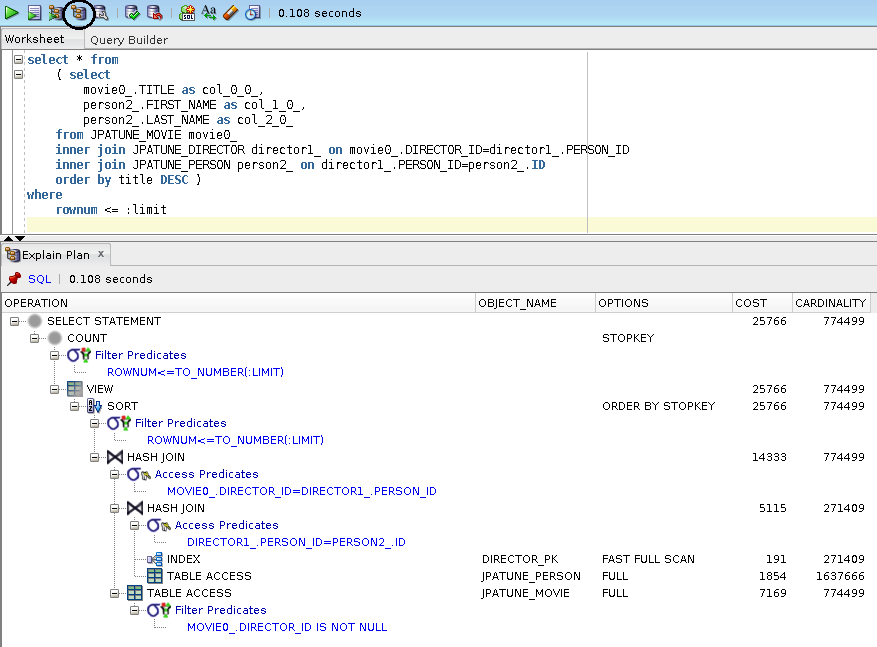 0.108 seconds
Worksheet Query Builder
select * from
( select
movie0_.TITLE as col_0_0_,
person2_.FIRST_NAME as col_1_0_,
person2_.LAST_NAME as col_2_0_
from JPATUNE_MOVIE movie0_
inner join JPATUNE_DIRECTOR director1_ on movie0_.DIRECTOR_ID=director1_.PERSON_ID
inner join JPATUNE_PERSON person2_ on director1_.PERSON_ID=person2_.ID
order by title DESC )
where
rownum <= :limit
Explain Plan x
SQL | 0.108 seconds
OPERATION OBJECT_NAME OPTIONS COST CARDINALITY
SELECT STATEMENT 25766 774499
COUNT STOPKEY
Filter Predicates
ROWNUM<=TO_NUMBER(:LIMIT)
VIEW 25766 774499
SORT ORDER BY STOPKEY 25766 774499
Filter Predicates
ROWNUM<=TO_NUMBER(:LIMIT)
HASH JOIN 14333 774499
Access Predicates
MOVIE0_.DIRECTOR_ID=DIRECTOR1_.PERSON_ID
HASH JOIN 5115 271409
Access Predicates
DIRECTOR1_.PERSON_ID=PERSON2_.ID
INDEX DIRECTOR_PK FAST FULL SCAN 191 271409
TABLE ACCESS JPATUNE_PERSON FULL 1854 1637666
TABLE ACCESS JPATUNE_MOVIE FULL 7169 774499
Filter Predicates
MOVIE0_.DIRECTOR_ID IS NOT NULL